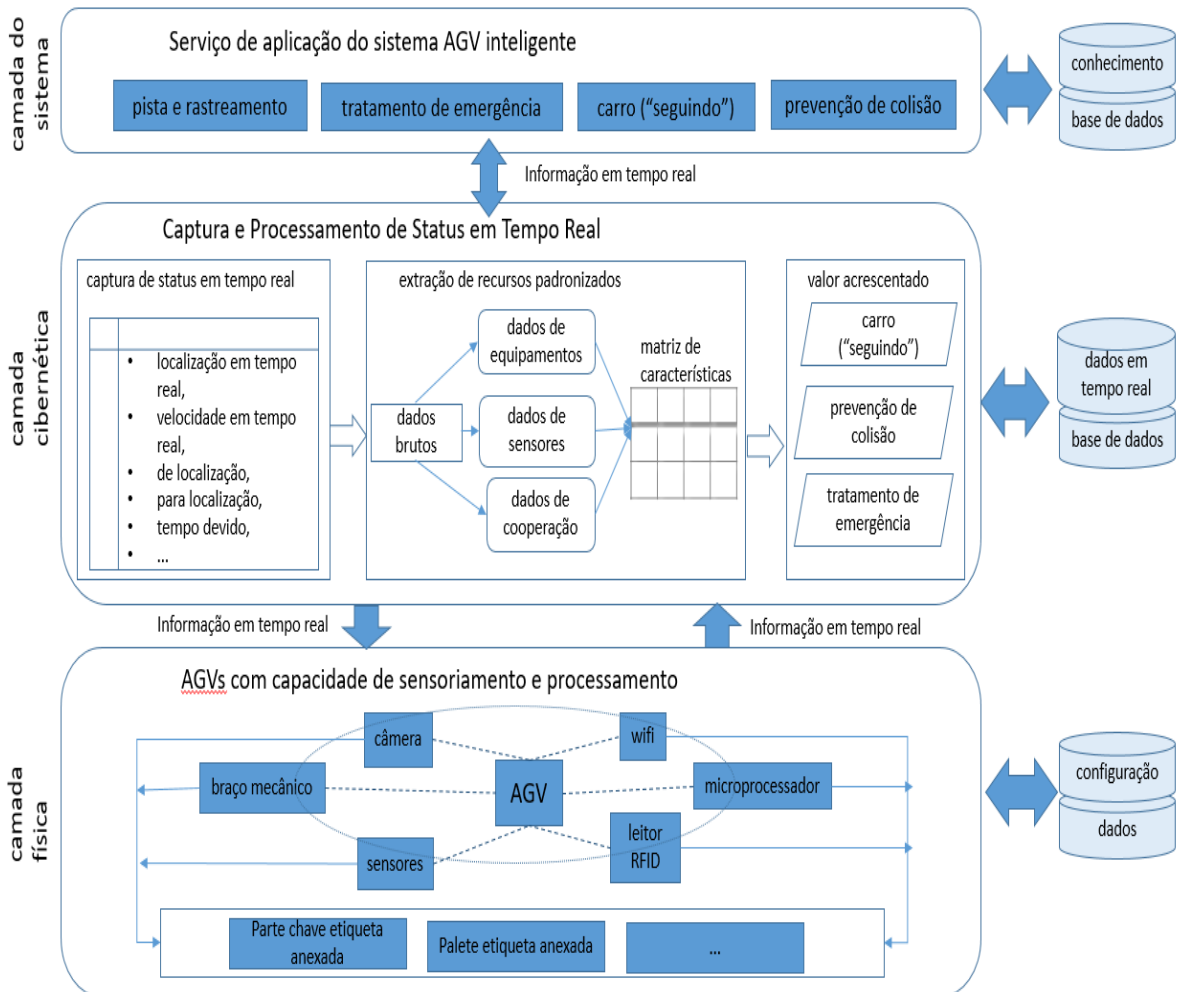 camada do
sistema
Serviço de aplicação do sistema AGV inteligente
pista e rastreamento
tratamento de emergência
carro (“seguindo”)
prevenção de colisão
conhecimento
base de dados
Informação em tempo real
camada
cibernética
Captura e Processamento de Status em Tempo Real
captura de status em tempo real
• localização em tempo
real,
• velocidade em tempo
real,
• de localização,
• para localização,
• tempo devido,
• ...
extração de recursos padronizados
dados
brutos
dados de
equipamentos
dados de
sensores
dados de
cooperação
matriz de
características
valor acrescentado
carro
(“seguindo”)
prevenção de
colisão
tratamento de
emergência
dados em
tempo real
base de dados
Informação em tempo real
Informação em tempo real
camada
física
AGVs com capacidade de sensoriamento e processamento
câmera
wifi
braço mecânico
AGV
microprocessador
sensores
leitor
RFID
Parte chave etiqueta
anexada
Palete etiqueta anexada
...
configuração
dados